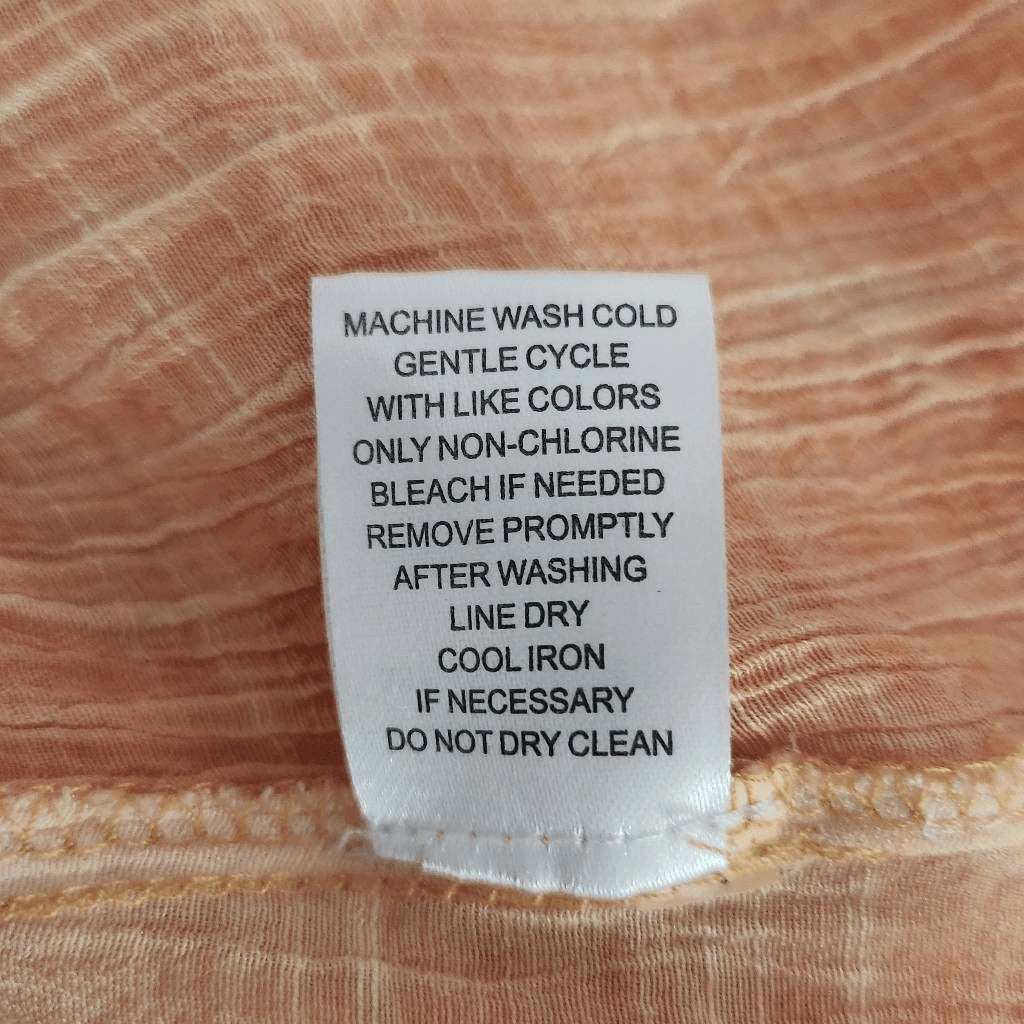 MACHINE WASH COLD
GENTLE CYCLE
WITH LIKE COLORS
ONLY NON-CHLORINE
BLEACH IF NEEDED
REMOVE PROMPTLY
AFTER WASHING
LINE DRY
COOL IRON
IF NECESSARY
DO NOT DRY CLEAN